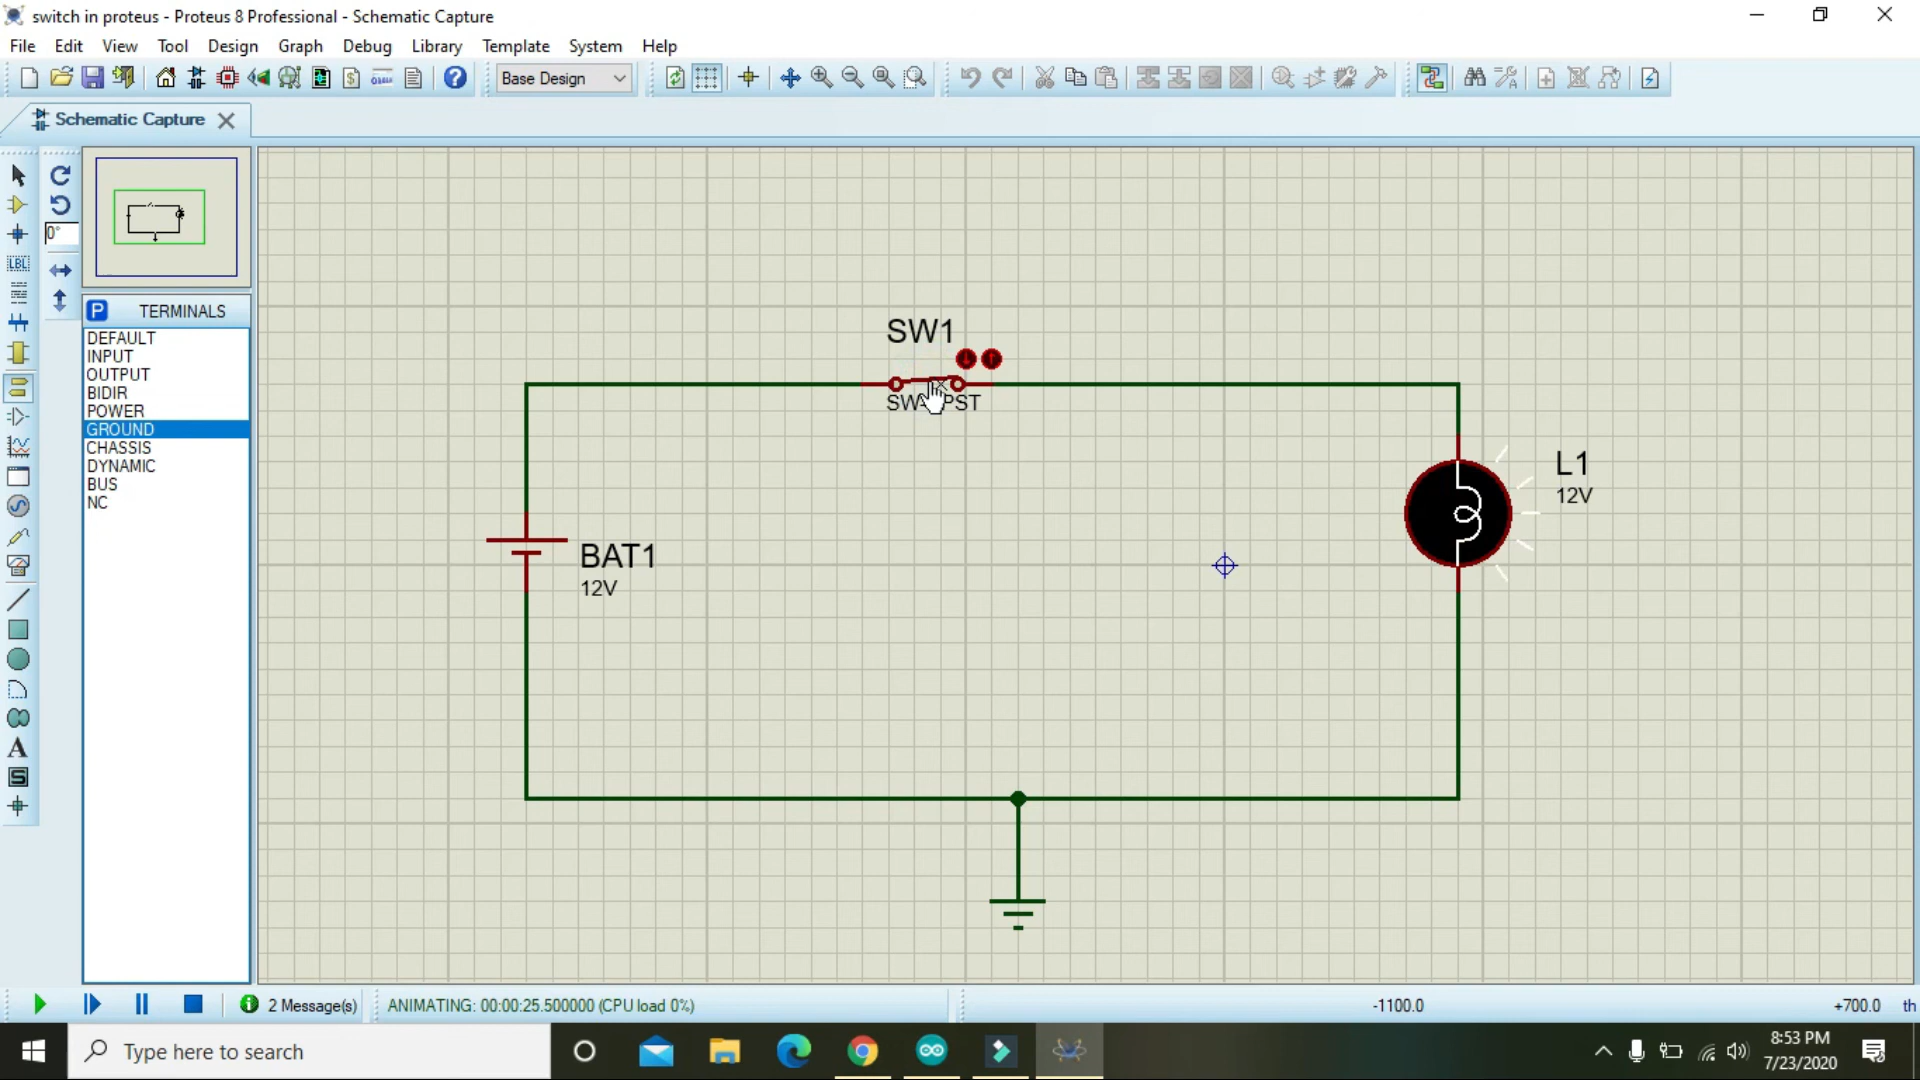 switch in proteus - Proteus 8 Professional - Schematic Capture
File Edit View Tool Design Graph Debug Library Template System Help
Base Design
Schematic Capture
LBL
0°
P TERMINALS
DEFAULT
INPUT
OUTPUT
BIDIR
POWER
GROUND
CHASSIS
DYNAMIC
BUS
NC
A
S
SW1
L1
12V
BAT1
12V
2 Message(s)
ANIMATING: 00:00:25.500000 (CPU load 0%)
-1100.0
+700.0
th
Type here to search
8:53 PM
7/23/2020